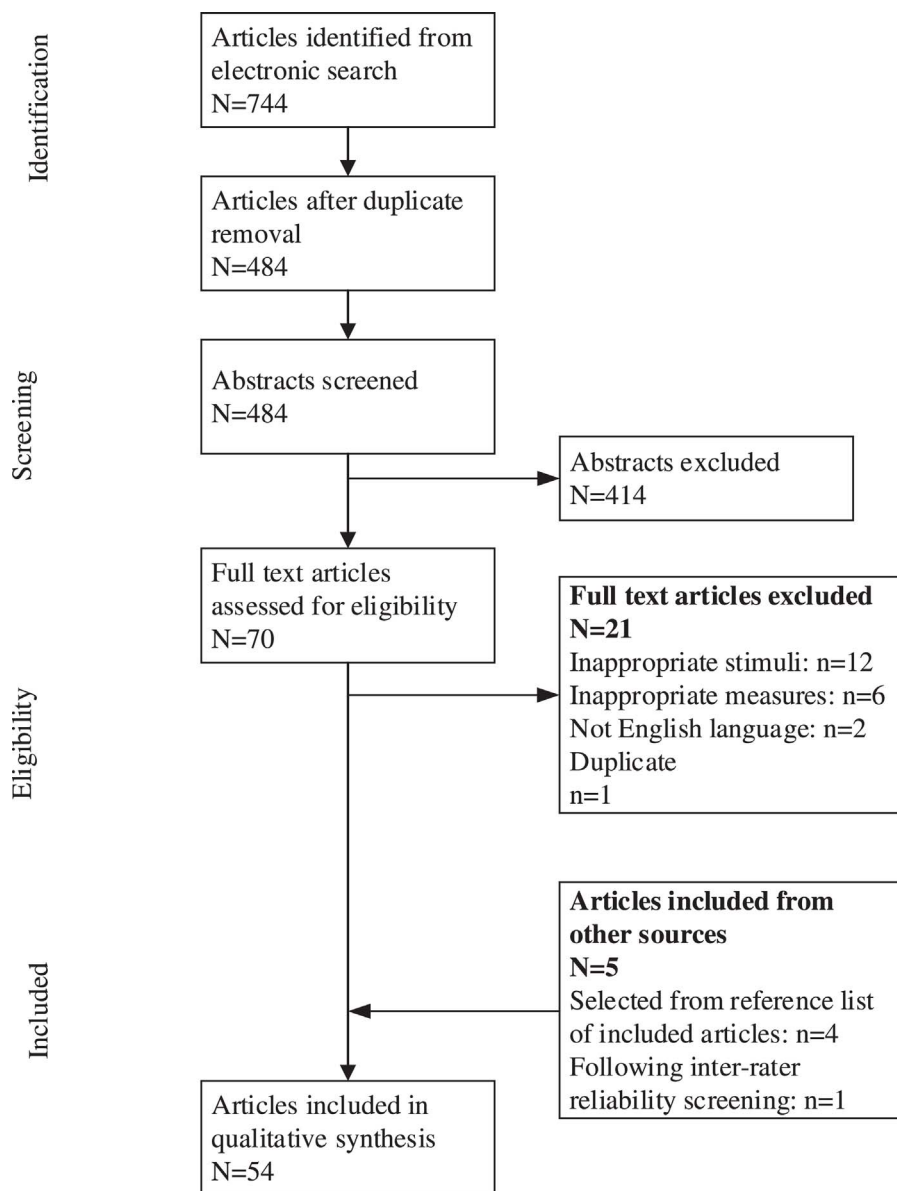 Identification
Articles identified from
electronic search
N=744
Articles after duplicate
removal
N=484
Screening
Abstracts screened
N=484
Abstracts excluded
N=414
Eligibility
Full text articles
assessed for eligibility
N=70
Full text articles excluded
N=21
Inappropriate stimuli: n=12
Inappropriate measures: n=6
Not English language: n=2
Duplicate
n=1
Included
Articles included from
other sources
N=5
Selected from reference list
of included articles: n=4
Following inter-rater
reliability screening: n=1
Articles included in
qualitative synthesis
N=54